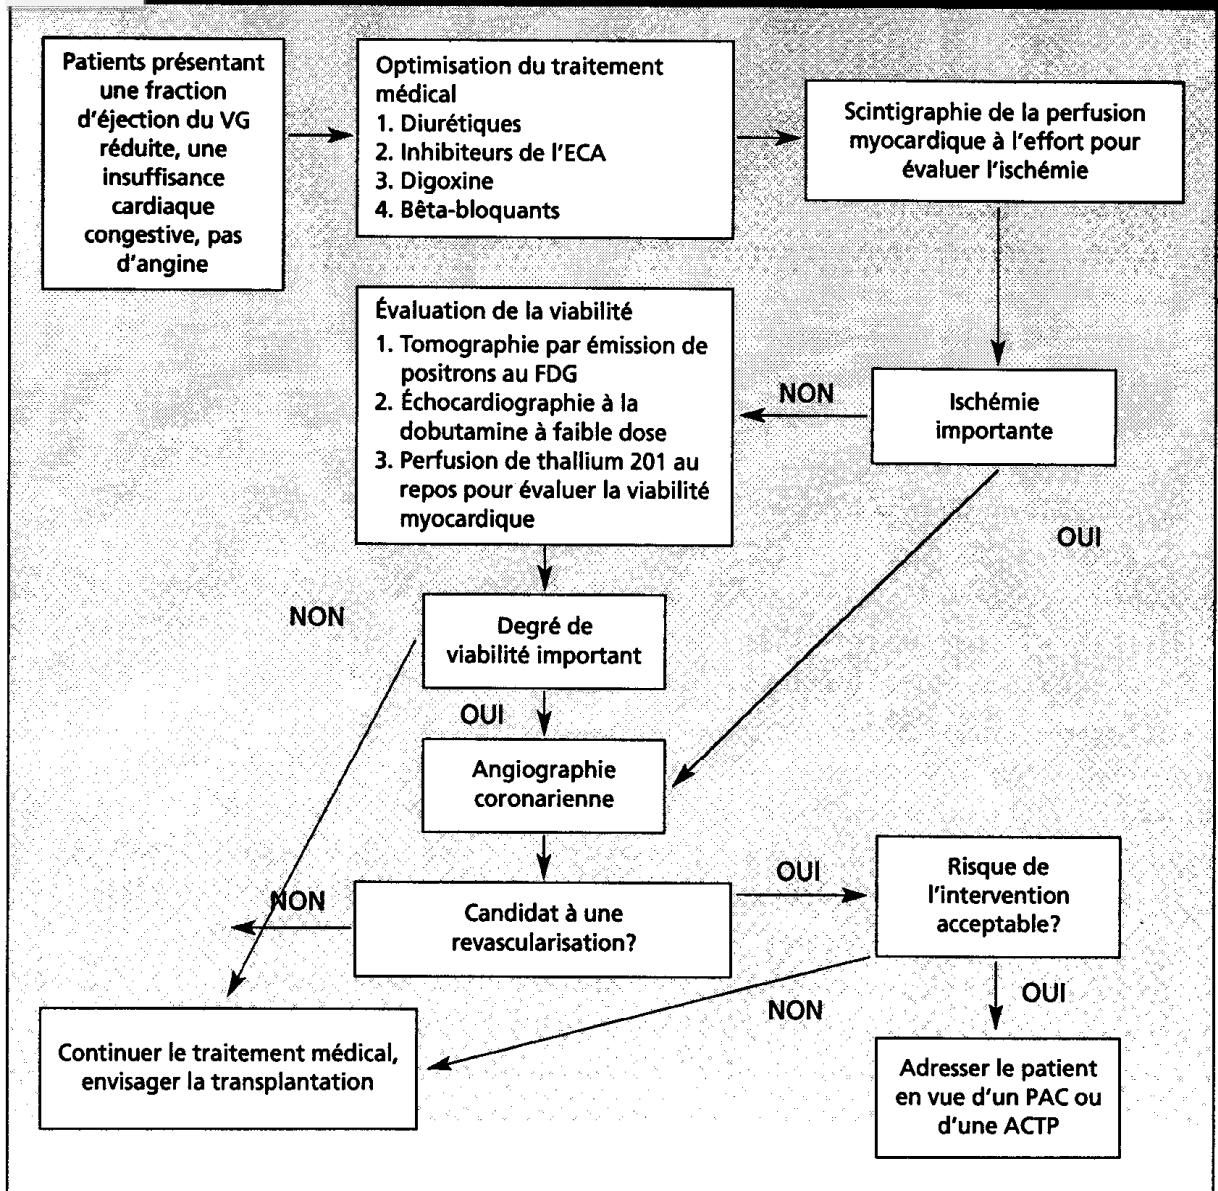 Patients présentant
une fraction
d'éjection du VG
réduite, une
insuffisance
cardiaque
congestive, pas
d'angine
Optimisation du traitement
médical
1. Diurétiques
2. Inhibiteurs de l'ECA
3. Digoxine
4. Bêta-bloquants
Scintigraphie de la perfusion
myocardique à l'effort pour
évaluer l'ischémie
Ischémie
importante
NON
OUI
Évaluation de la viabilité
1. Tomographie par émission de
positrons au FDG
2. Échocardiographie à la
dobutamine à faible dose
3. Perfusion de thallium 201 au
repos pour évaluer la viabilité
myocardique
Degré de
viabilité important
NON
OUI
Angiographie
coronarienne
Candidat à une
revascularisation?
NON
OUI
Risque de
l'intervention
acceptable?
NON
OUI
Continuer le traitement médical,
envisager la transplantation
Adresser le patient
en vue d'un PAC ou
d'une ACTP